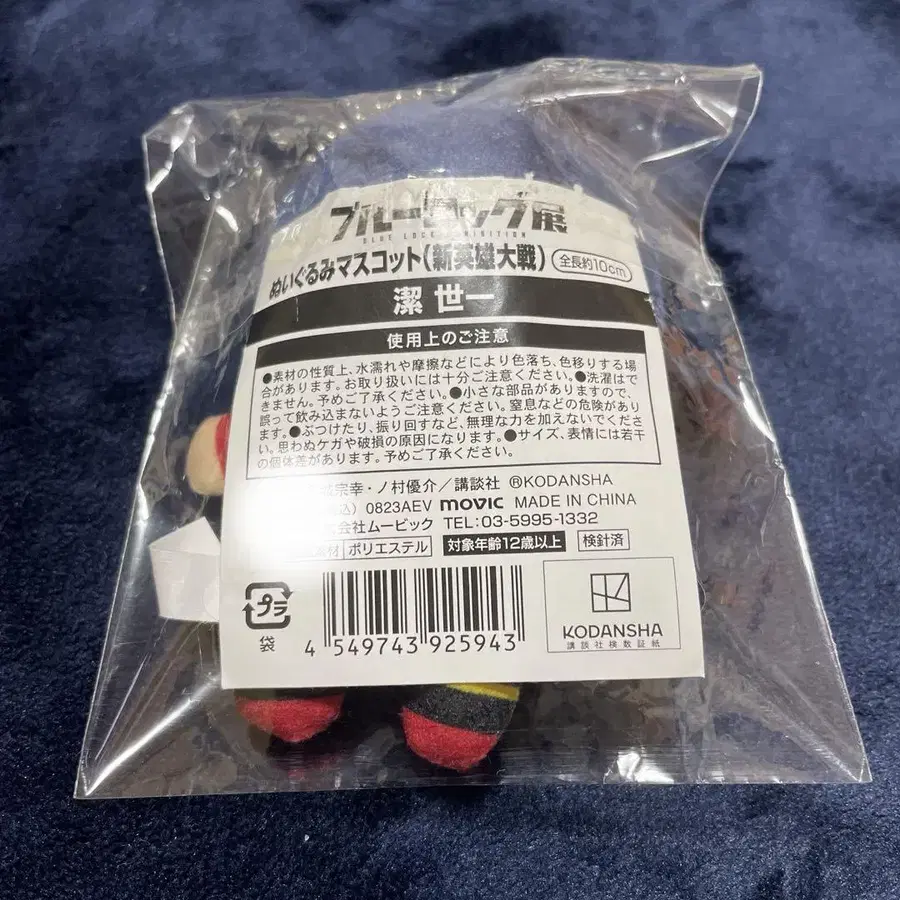 ブルーロック展
BLUE LOCK EXHIBITION
ぬいぐるみマスコット(新英雄大戦) 全長約10cm
潔 世一
使用上のご注意
●素材の性質上、水濡れや摩擦などにより色落ち、色移りする場
合があります。お取り扱いには十分ご注意ください。●洗濯はで
きません。予めご了承ください。●小さな部品がありますので、
誤って飲み込まないようご注意ください。窒息などの危険があり
ます。●ぶつけたり、振り回すなど、無理な力を加えないでくださ
い。思わぬケガや破損の原因になります。●サイズ、表情には若干
の個体差があります。予めご了承ください。
城宗幸・ノ村優介／講談社 ®KODANSHA
込) 0823AEV movic MADE IN CHINA
式会社ムービック TEL:03-5995-1332
素材 ポリエステル 対象年齢12歳以上 検針済
プラ
袋
4 549743 925943
KODANSHA
講談社検数証紙